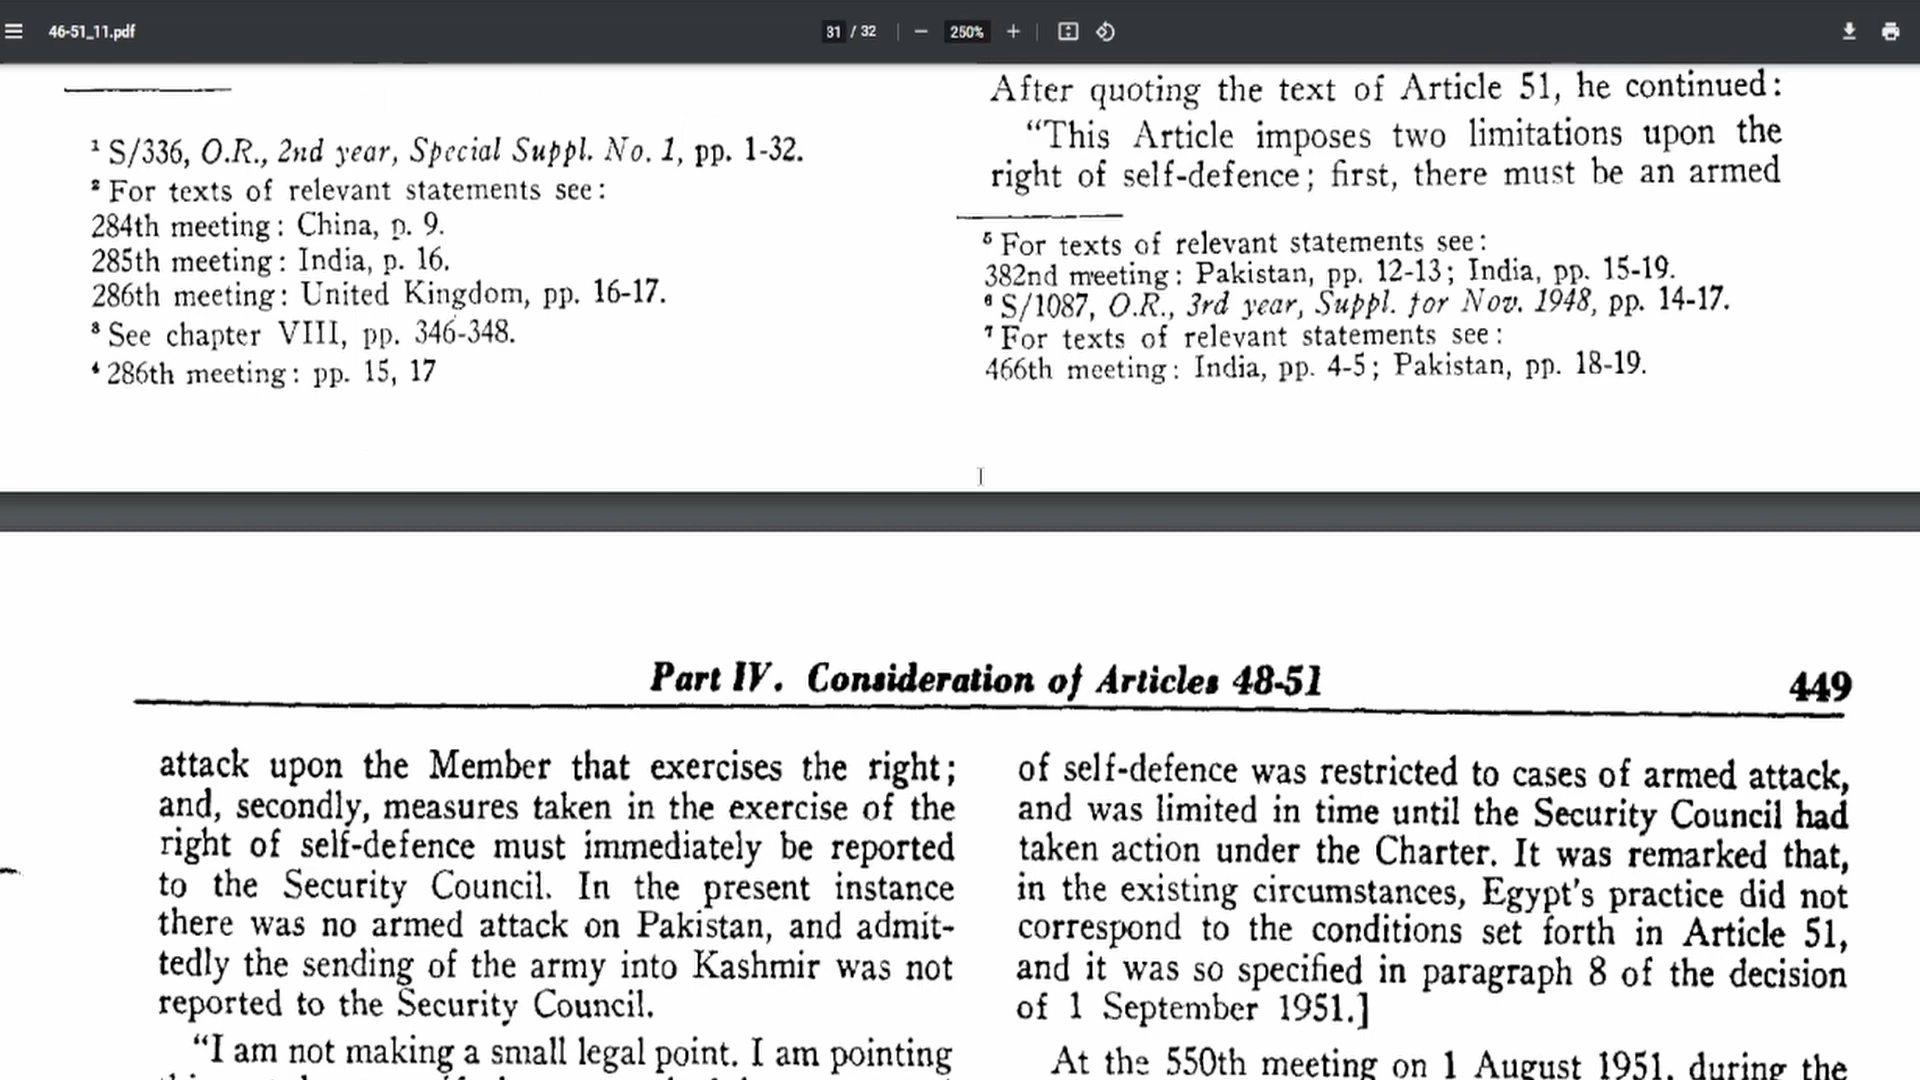 46-51_11.pdf
31 / 32
250%
¹ S/336, O.R., 2nd year, Special Suppl. No. 1, pp. 1-32.
² For texts of relevant statements see:
284th meeting: China, p. 9.
285th meeting: India, p. 16.
286th meeting: United Kingdom, pp. 16-17.
³ See chapter VIII, pp. 346-348.
⁴ 286th meeting: pp. 15, 17
After quoting the text of Article 51, he continued:
“This Article imposes two limitations upon the
right of self-defence; first, there must be an armed
⁵ For texts of relevant statements see:
382nd meeting: Pakistan, pp. 12-13; India, pp. 15-19.
⁶ S/1087, O.R., 3rd year, Suppl. for Nov. 1948, pp. 14-17.
⁷ For texts of relevant statements see:
466th meeting: India, pp. 4-5; Pakistan, pp. 18-19.
Part IV. Consideration of Articles 48-51
449
attack upon the Member that exercises the right;
and, secondly, measures taken in the exercise of the
right of self-defence must immediately be reported
to the Security Council. In the present instance
there was no armed attack on Pakistan, and admit-
tedly the sending of the army into Kashmir was not
reported to the Security Council.
“I am not making a small legal point. I am pointing
of self-defence was restricted to cases of armed attack,
and was limited in time until the Security Council had
taken action under the Charter. It was remarked that,
in the existing circumstances, Egypt's practice did not
correspond to the conditions set forth in Article 51,
and it was so specified in paragraph 8 of the decision
of 1 September 1951.]
At the 550th meeting on 1 August 1951, during the